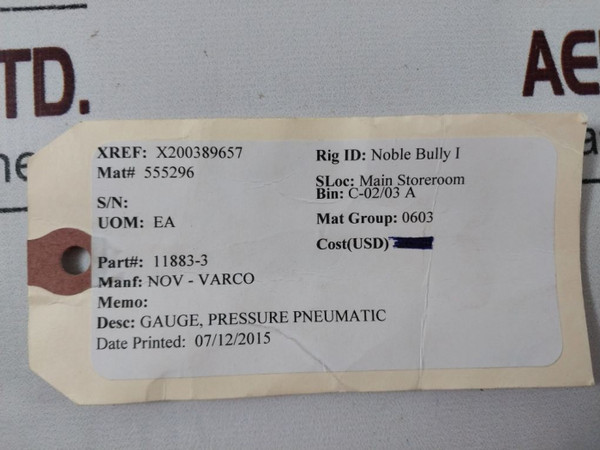 TD.
AE
XREF: X200389657
Mat# 555296
S/N:
UOM: EA
Part#: 11883-3
Manf: NOV - VARCO
Memo:
Desc: GAUGE, PRESSURE PNEUMATIC
Date Printed: 07/12/2015
Rig ID: Noble Bully I
SLoc: Main Storeroom
Bin: C-02/03 A
Mat Group: 0603
Cost(USD)